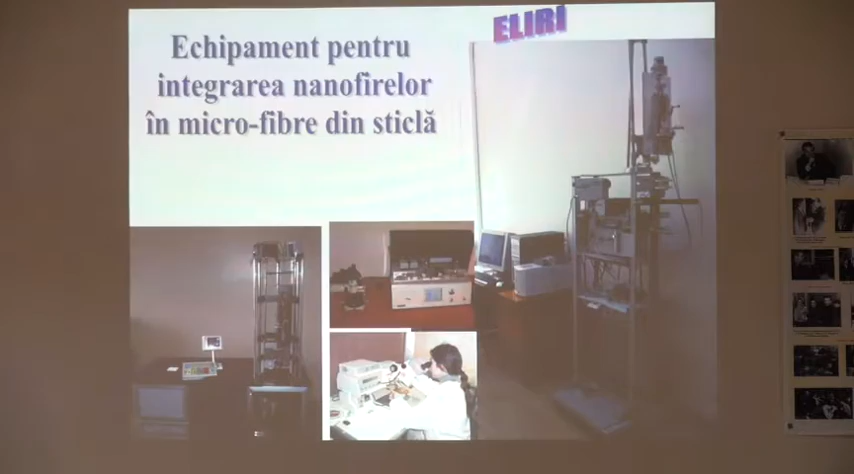 ELIRI
Echipament pentru
integrarea nanofirelor
în micro-fibre din sticlă